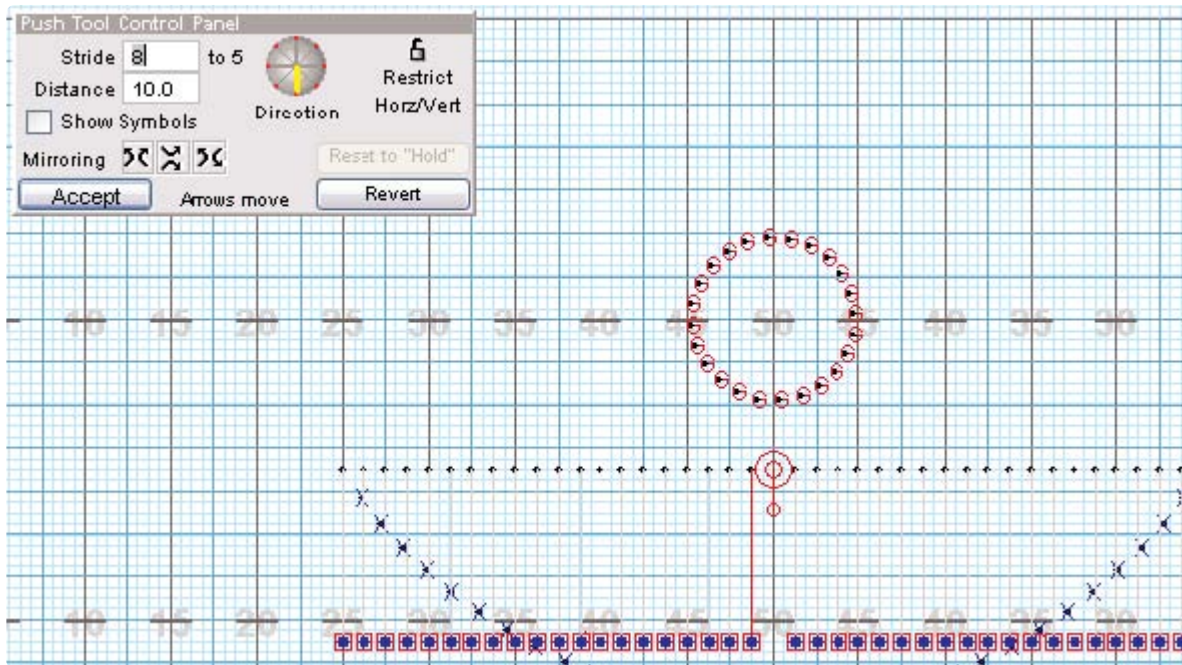 Push Tool Control Panel
Stride 8 to 5
Distance 10.0
Direction
Restrict
Horz/Vert
Show Symbols
Mirroring
Reset to "Hold"
Accept
Arrows move
Revert
10 15 20 25 30 35 40 45 50 45 40 35 30
10 15 20 25 30 35 40 45 50 45 40 35 30